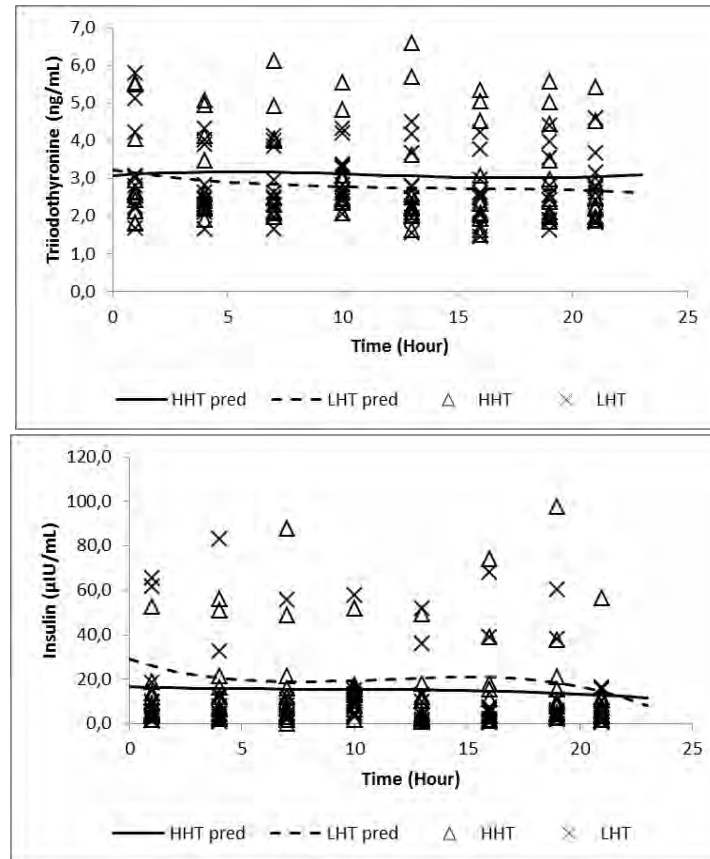 7,0
6,0
5,0
4,0
3,0
2,0
1,0
0,0
Triiodothyronine (ng/mL)
0 5 10 15 20 25
Time (Hour)
HHT pred LHT pred HHT LHT
120,0
100,0
80,0
60,0
40,0
20,0
0,0
Insulin (µIU/mL)
0 5 10 15 20 25
Time (Hour)
HHT pred LHT pred HHT LHT